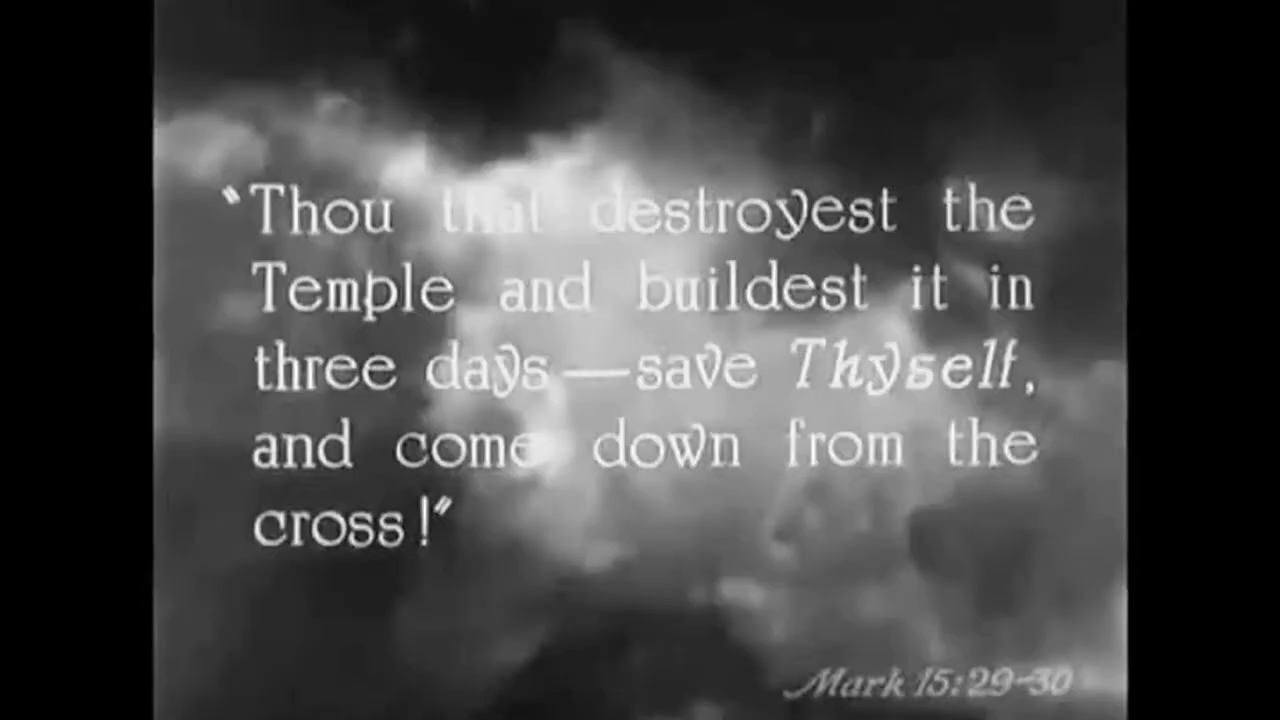 "Thou that destroyest the
Temple and buildest it in
three days—save Thyself,
and come down from the
cross!"
Mark 15:29-30